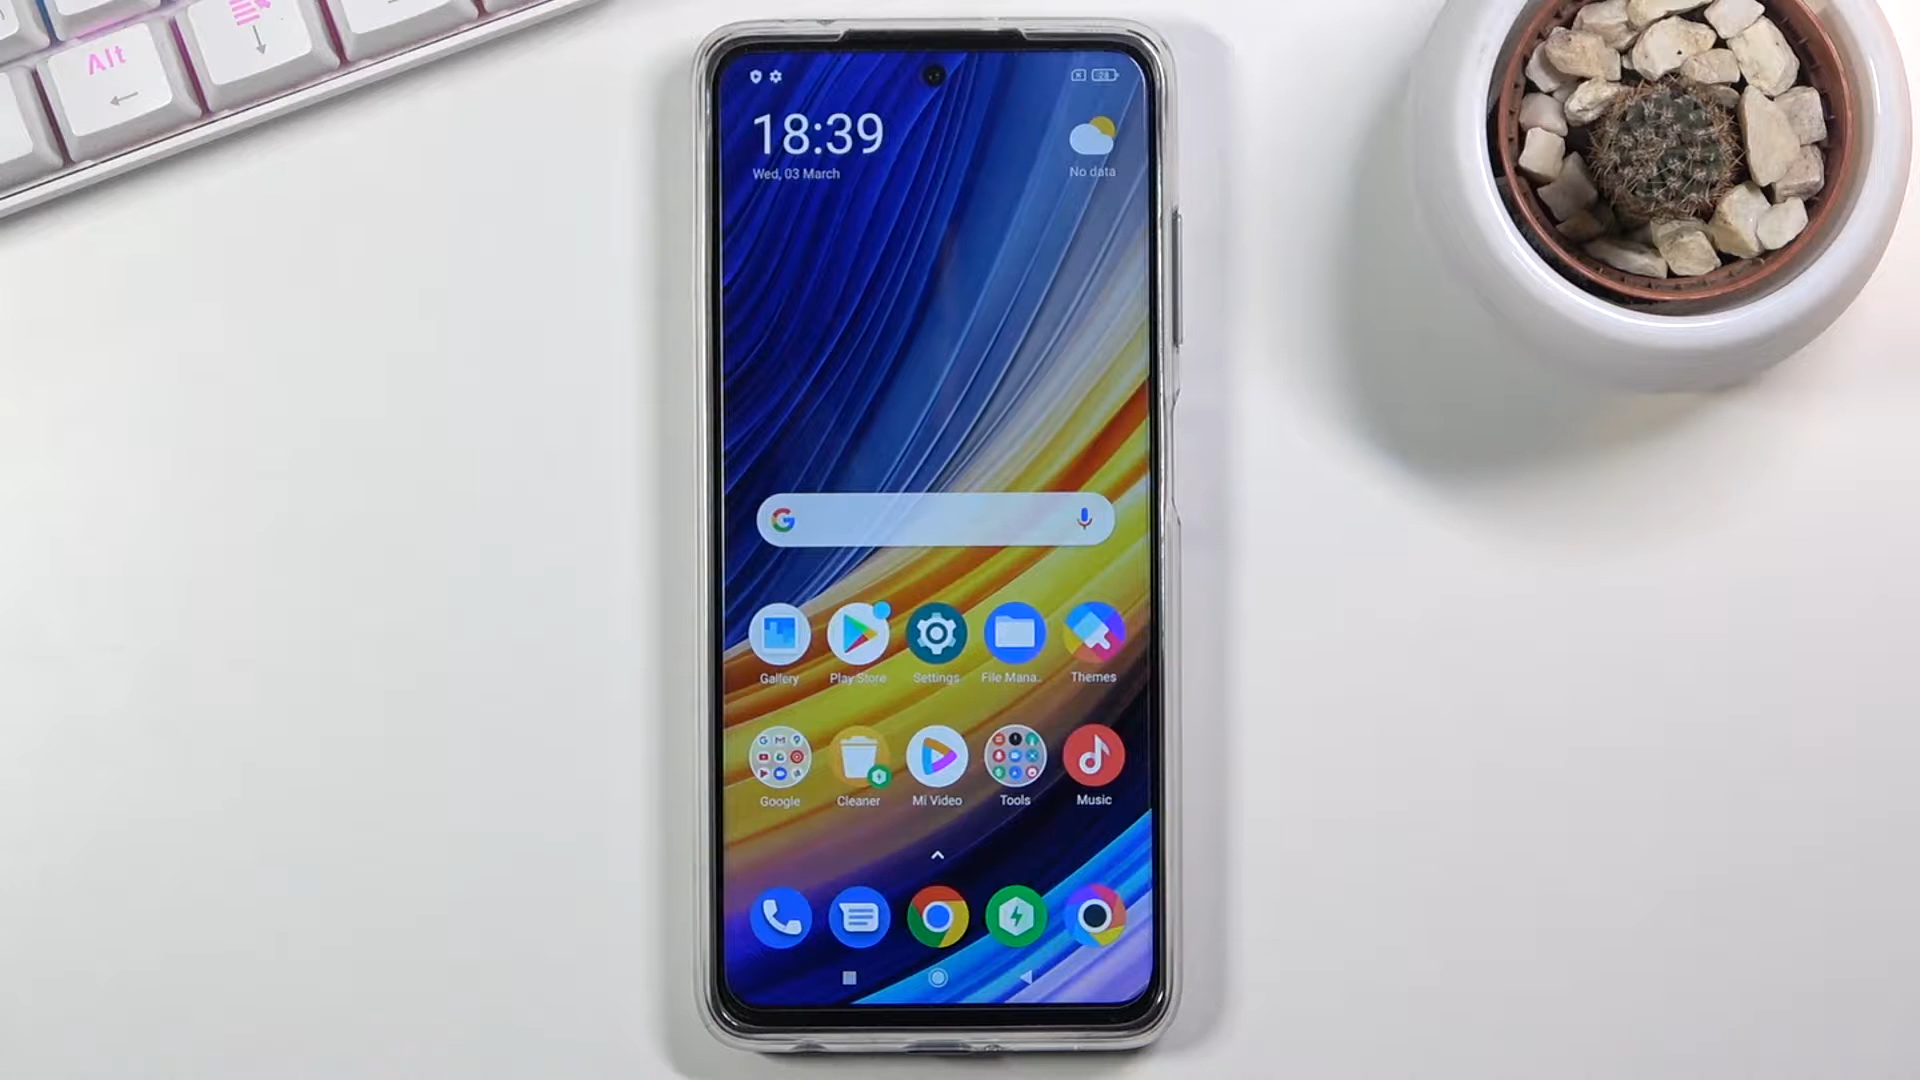 Alt
18:39
Wed, 03 March
No data
28
G
Gallery
Play Store
Settings
File Mana..
Themes
Google
Cleaner
Mi Video
Tools
Music